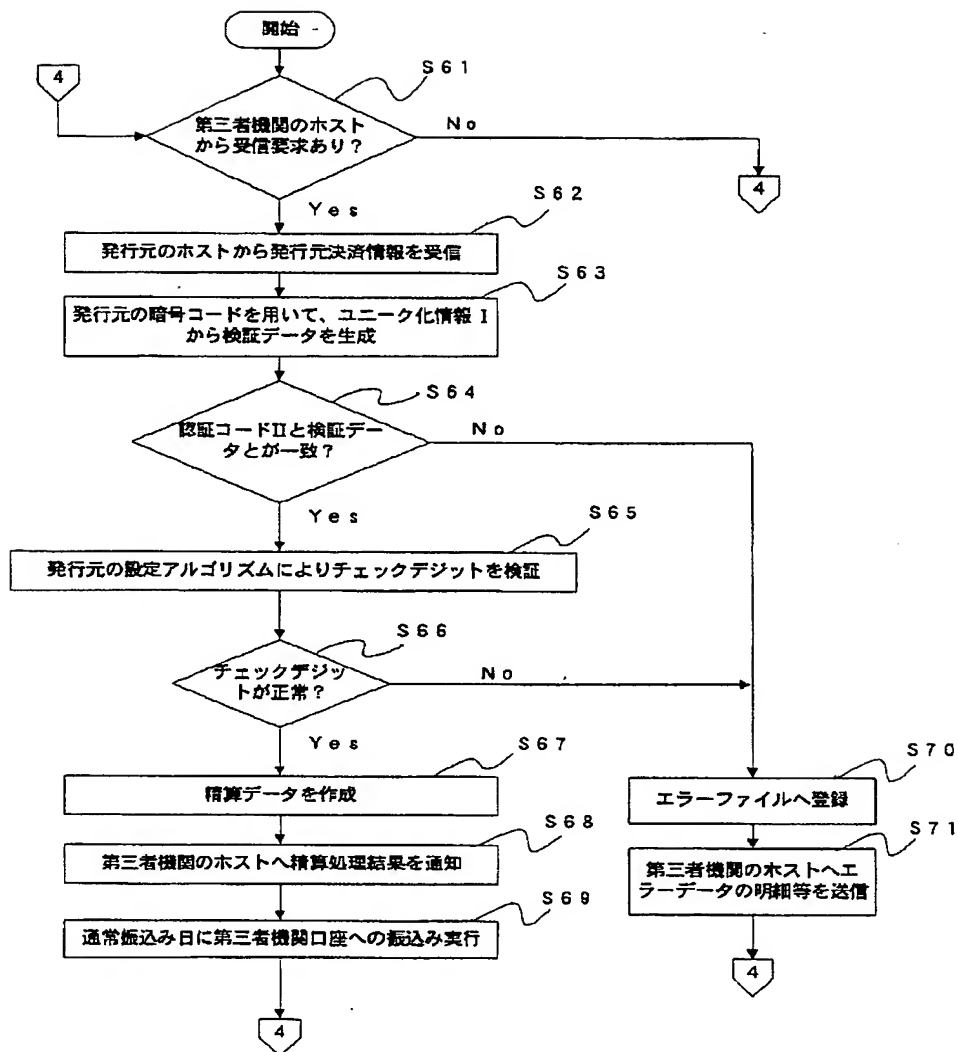 開始
4
S61
第三者機関のホスト
から受信要求あり？
No
4
Yes
S62
発行元のホストから発行元決済情報を受信
S63
発行元の暗号コードを用いて、ユニーク化情報Ⅰ
から検証データを生成
S64
認証コードⅡと検証デー
タとが一致？
No
Yes
S65
発行元の設定アルゴリズムによりチェックデジットを検証
S66
チェックデジッ
トが正常？
No
Yes
S67
精算データを作成
S70
エラーファイルへ登録
S68
第三者機関のホストへ精算処理結果を通知
S71
第三者機関のホストへエ
ラーデータの明細等を送信
S69
通常振込み日に第三者機関口座への振込み実行
4
4